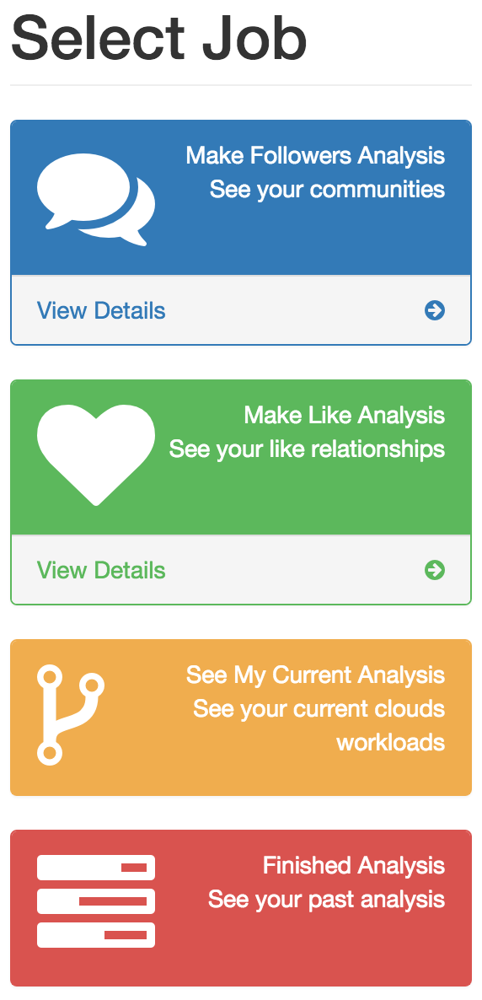 Select Job
Make Followers Analysis
See your communities
View Details
Make Like Analysis
See your like relationships
View Details
See My Current Analysis
See your current clouds
workloads
Finished Analysis
See your past analysis